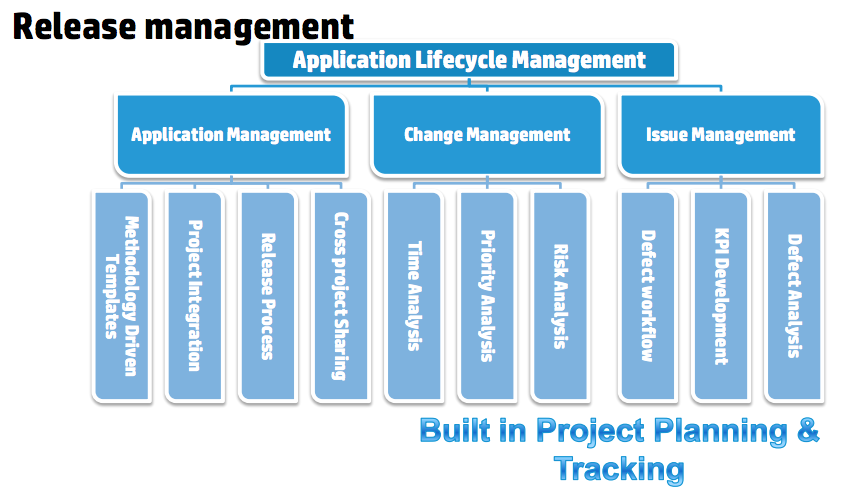 Release management
Application Lifecycle Management
Application Management
Change Management
Issue Management
Methodology Driven
Templates
Project Integration
Release Process
Cross project Sharing
Time Analysis
Priority Analysis
Risk Analysis
Defect workflow
KPI Development
Defect Analysis
Built in Project Planning &
Tracking